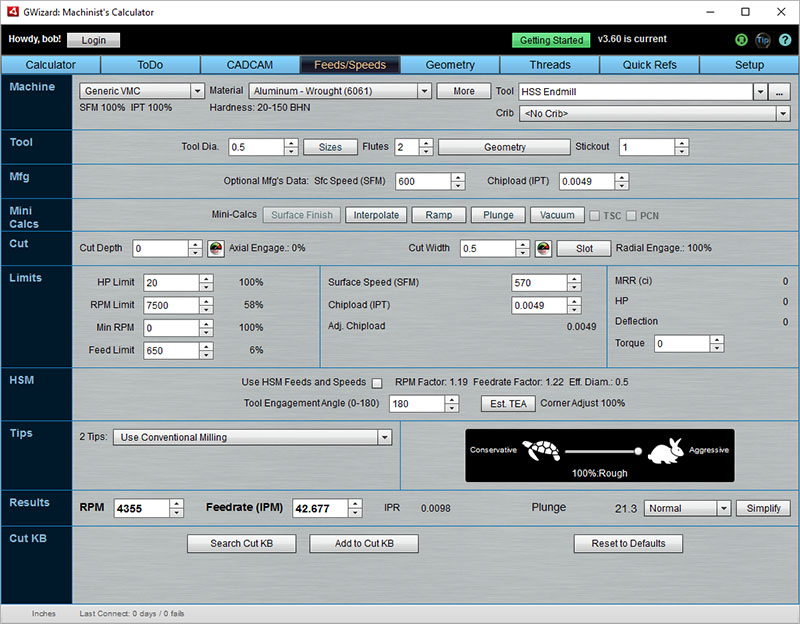 GWizard: Machinist's Calculator
Howdy, bob! Login Getting Started v3.60 is current Tip ?
Calculator ToDo CADCAM Feeds/Speeds Geometry Threads Quick Refs Setup
Machine Generic VMC Material Aluminum - Wrought (6061) More Tool HSS Endmill ...
SFM 100% IPT 100% Hardness: 20-150 BHN Crib <No Crib>
Tool Tool Dia. 0.5 Sizes Flutes 2 Geometry Stickout 1
Mfg Optional Mfg's Data: Sfc Speed (SFM) 600 Chipload (IPT) 0.0049
Mini Calcs Mini-Calcs Surface Finish Interpolate Ramp Plunge Vacuum TSC PCN
Cut Cut Depth 0 Axial Engage.: 0% Cut Width 0.5 Slot Radial Engage.: 100%
Limits HP Limit 20 100% Surface Speed (SFM) 570 MRR (ci) 0
RPM Limit 7500 58% Chipload (IPT) 0.0049 HP 0
Min RPM 0 100% Adj. Chipload 0.0049 Deflection 0
Feed Limit 650 6% Torque 0
HSM Use HSM Feeds and Speeds RPM Factor: 1.19 Feedrate Factor: 1.22 Eff. Diam.: 0.5
Tool Engagement Angle (0-180) 180 Est. TEA Corner Adjust 100%
Tips 2 Tips: Use Conventional Milling Conservative Aggressive
100%:Rough
Results RPM 4355 Feedrate (IPM) 42.677 IPR 0.0098 Plunge 21.3 Normal Simplify
Cut KB Search Cut KB Add to Cut KB Reset to Defaults
Inches Last Connect: 0 days / 0 fails